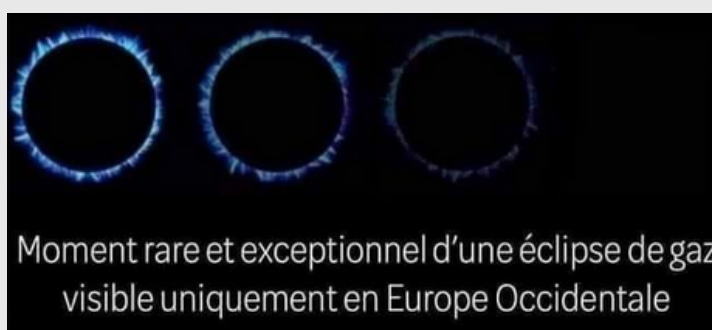 Moment rare et exceptionnel d'une éclipse de gaz
visible uniquement en Europe Occidentale